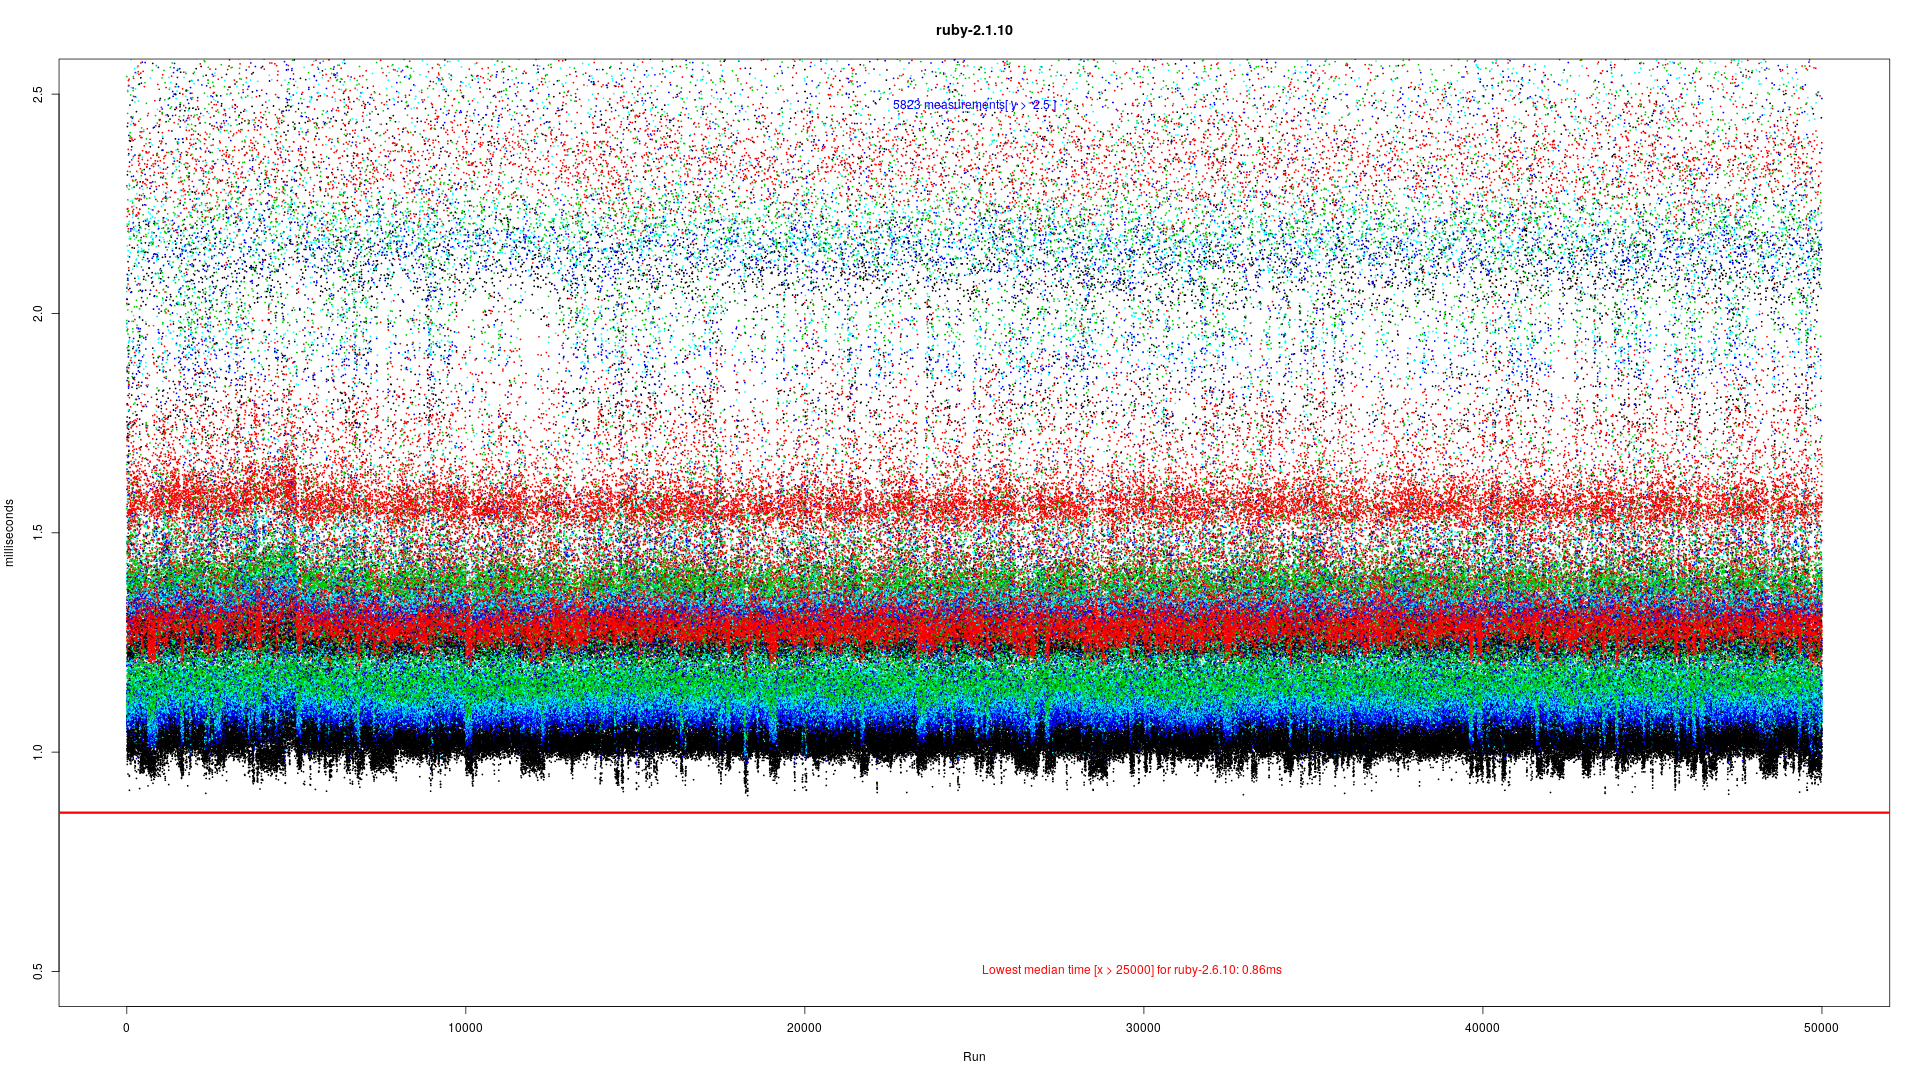 ruby-2.1.10
5823 measurements[ y > 2.5 ]
milliseconds
2.5
2.0
1.5
1.0
0.5
Lowest median time [x > 25000] for ruby-2.6.10: 0.86ms
0 10000 20000 30000 40000 50000
Run